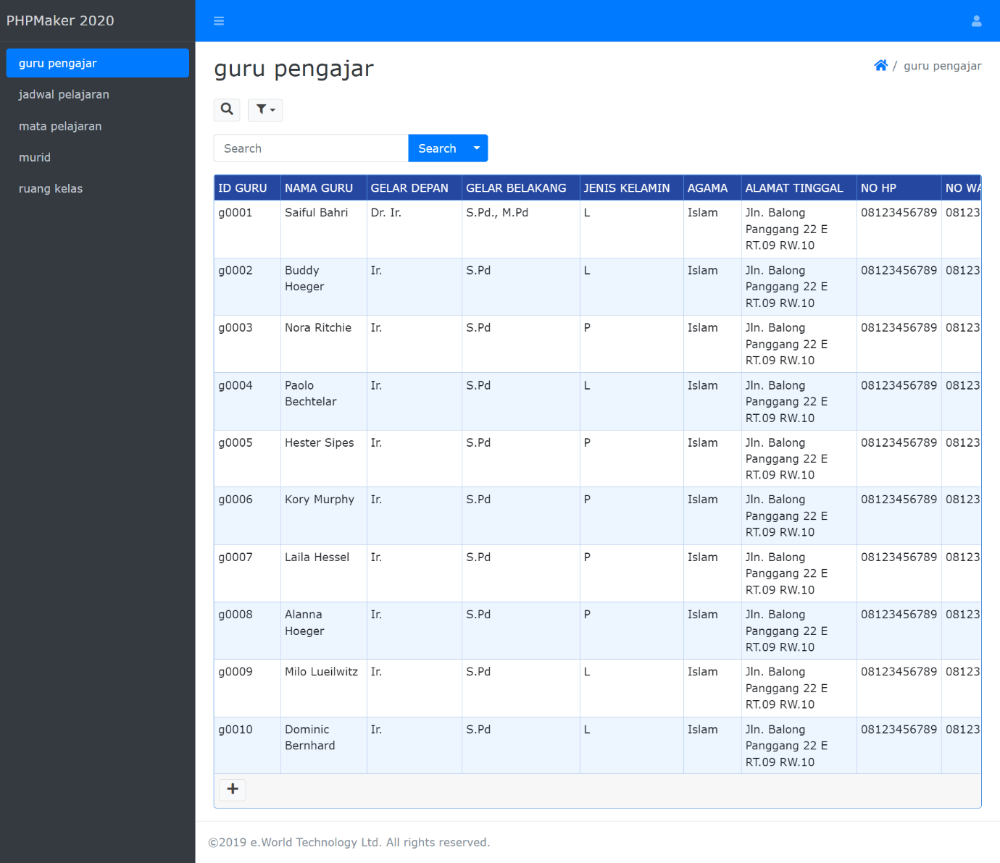 PHPMaker 2020
guru pengajar
jadwal pelajaran
mata pelajaran
murid
ruang kelas
guru pengajar
/ guru pengajar
Search
Search
ID GURU NAMA GURU GELAR DEPAN GELAR BELAKANG JENIS KELAMIN AGAMA ALAMAT TINGGAL NO HP NO WA
g0001 Saiful Bahri Dr. Ir. S.Pd., M.Pd L Islam Jln. Balong 08123456789 08123
Panggang 22 E
RT.09 RW.10
g0002 Buddy Ir. S.Pd L Islam Jln. Balong 08123456789 08123
Hoeger Panggang 22 E
RT.09 RW.10
g0003 Nora Ritchie Ir. S.Pd P Islam Jln. Balong 08123456789 08123
Panggang 22 E
RT.09 RW.10
g0004 Paolo Ir. S.Pd L Islam Jln. Balong 08123456789 08123
Bechtelar Panggang 22 E
RT.09 RW.10
g0005 Hester Sipes Ir. S.Pd P Islam Jln. Balong 08123456789 08123
Panggang 22 E
RT.09 RW.10
g0006 Kory Murphy Ir. S.Pd P Islam Jln. Balong 08123456789 08123
Panggang 22 E
RT.09 RW.10
g0007 Laila Hessel Ir. S.Pd P Islam Jln. Balong 08123456789 08123
Panggang 22 E
RT.09 RW.10
g0008 Alanna Ir. S.Pd P Islam Jln. Balong 08123456789 08123
Hoeger Panggang 22 E
RT.09 RW.10
g0009 Milo Lueilwitz Ir. S.Pd L Islam Jln. Balong 08123456789 08123
Panggang 22 E
RT.09 RW.10
g0010 Dominic Ir. S.Pd L Islam Jln. Balong 08123456789 08123
Bernhard Panggang 22 E
RT.09 RW.10
©2019 e.World Technology Ltd. All rights reserved.